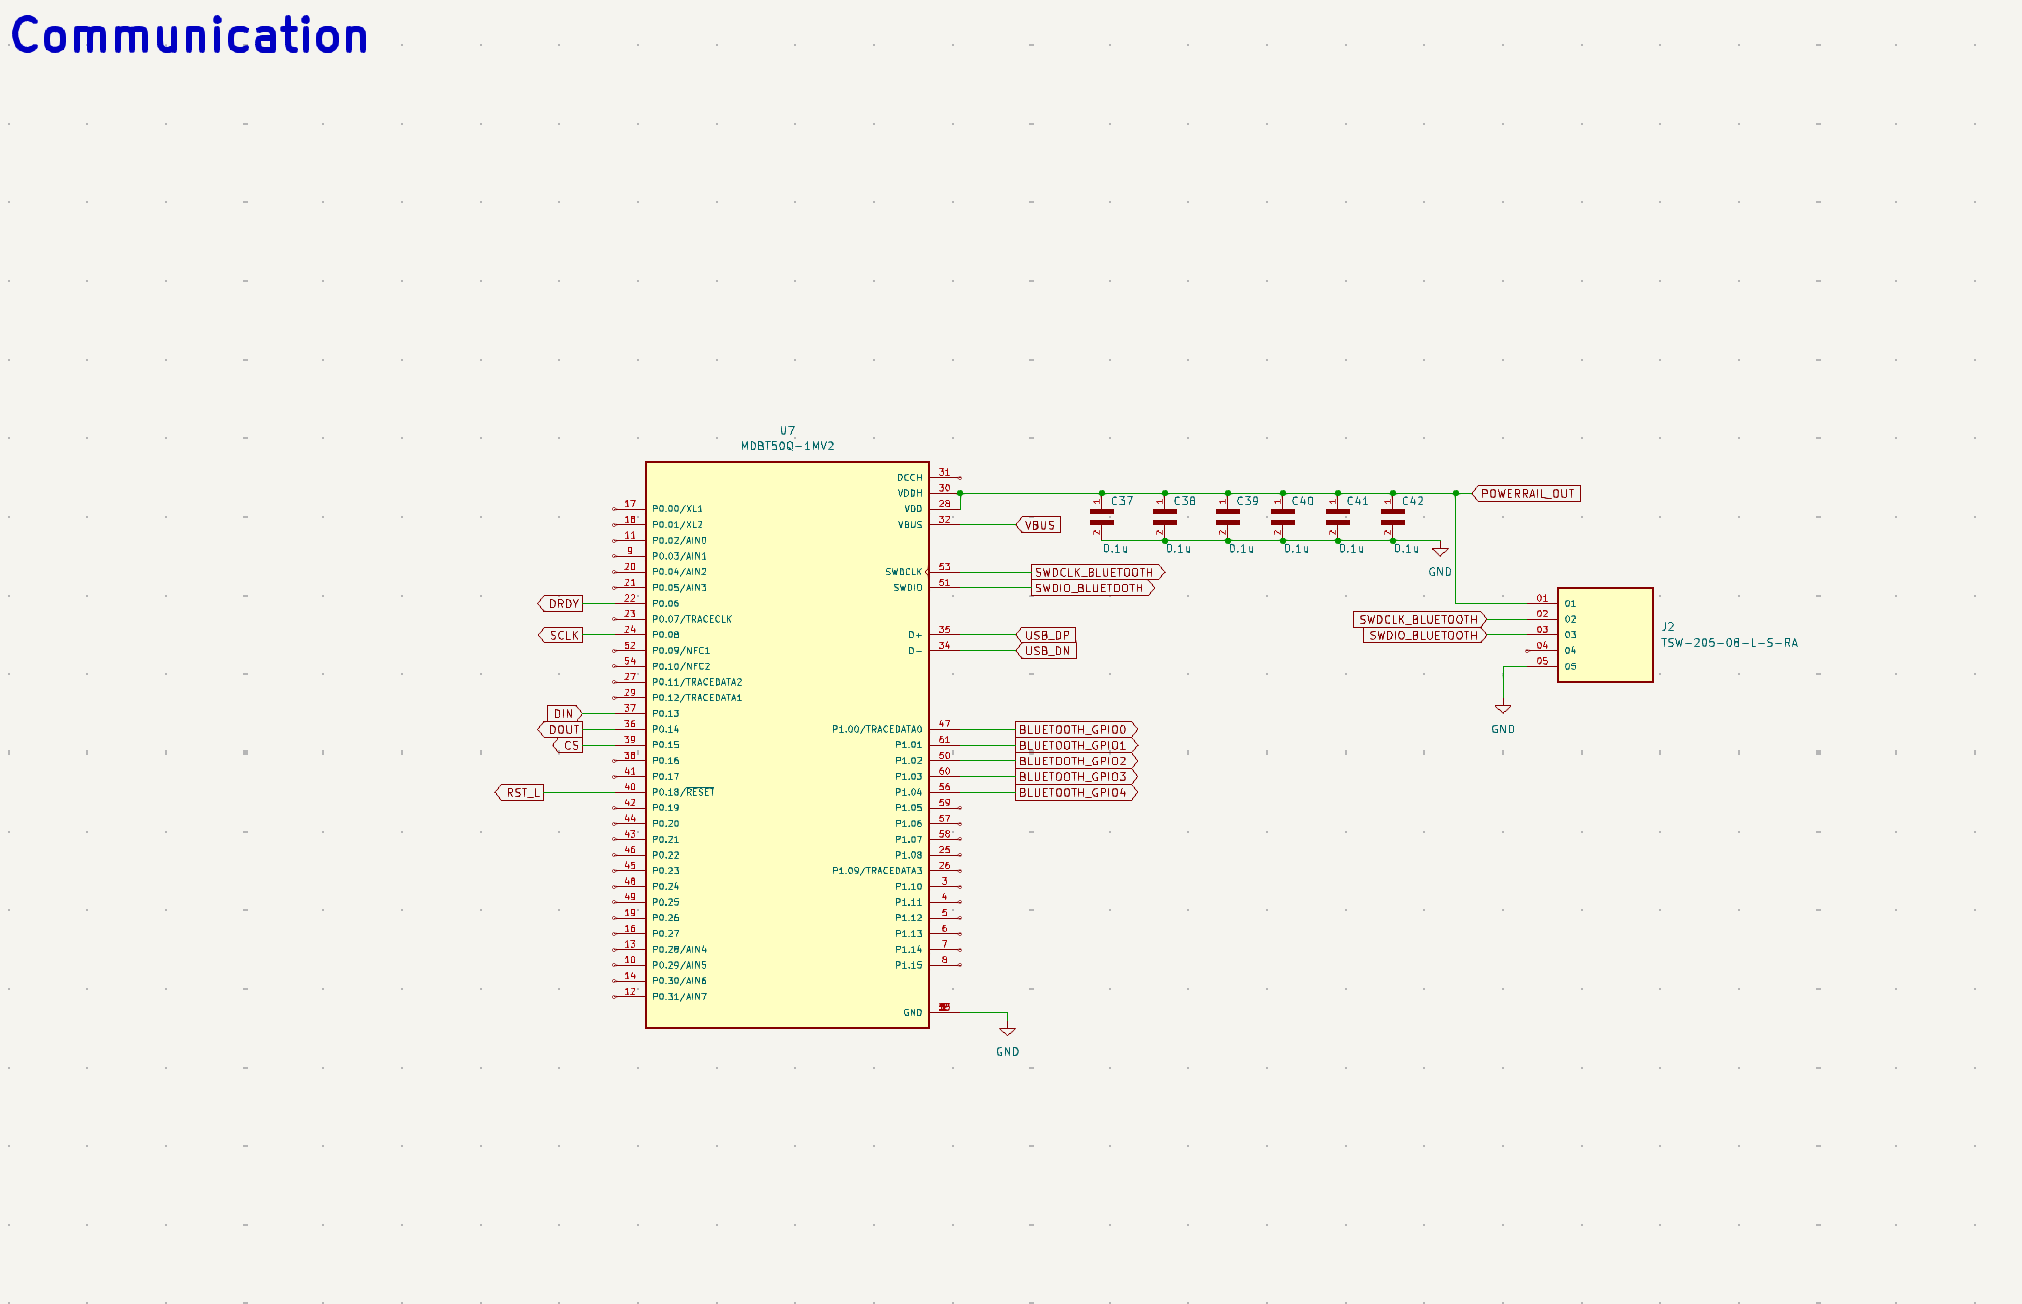 Communication
U7
MDBT50Q-1MV2
DCCH 31
VDDH 30
VDD 28
VBUS 32
VBUS
SWDCLK 53
SWDCLK_BLUETOOTH
SWDIO 51
SWDIO_BLUETOOTH
D+ 35
USB_DP
D- 34
USB_DN
P1.00/TRACEDATA0 47
BLUETOOTH_GPIO0
P1.01 61
BLUETOOTH_GPIO1
P1.02 50
BLUETOOTH_GPIO2
P1.03 60
BLUETOOTH_GPIO3
P1.04 56
BLUETOOTH_GPIO4
P1.05 59
P1.06 57
P1.07 58
P1.08 25
P1.09/TRACEDATA3 26
P1.10 3
P1.11 4
P1.12 5
P1.13 6
P1.14 7
P1.15 8
GND
GND
17 P0.00/XL1
18 P0.01/XL2
11 P0.02/AIN0
9 P0.03/AIN1
20 P0.04/AIN2
21 P0.05/AIN3
DRDY
22 P0.06
23 P0.07/TRACECLK
SCLK
24 P0.08
52 P0.09/NFC1
54 P0.10/NFC2
27 P0.11/TRACEDATA2
29 P0.12/TRACEDATA1
DIN
37 P0.13
DOUT
36 P0.14
CS
39 P0.15
38 P0.16
41 P0.17
RST_L
40 P0.18/RESET
42 P0.19
44 P0.20
43 P0.21
46 P0.22
45 P0.23
48 P0.24
49 P0.25
19 P0.26
16 P0.27
13 P0.28/AIN4
10 P0.29/AIN5
14 P0.30/AIN6
12 P0.31/AIN7
1 C37 1 C38 1 C39 1 C40 1 C41 1 C42
2 0.1u 2 0.1u 2 0.1u 2 0.1u 2 0.1u 2 0.1u
GND
POWERRAIL_OUT
01 01
SWDCLK_BLUETOOTH
02 02
SWDIO_BLUETOOTH
03 03
04 04
05 05
J2
TSW-205-08-L-S-RA
GND